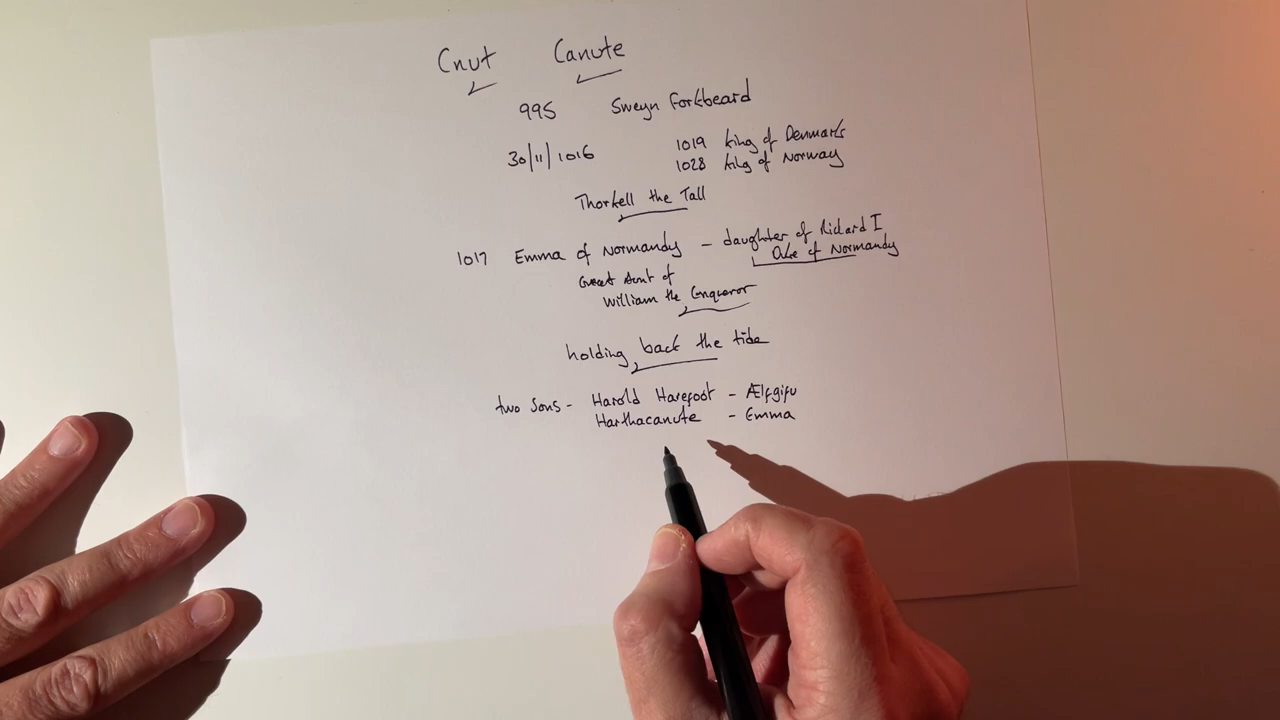 Cnut Canute
995 Sweyn Forkbeard
30/11/1016 1019 King of Denmark
1028 King of Norway
Thorkell the Tall
1017 Emma of Normandy - daughter of Richard I
Duke of Normandy
Great Aunt of
William the Conqueror
holding back the tide
two sons - Harold Harefoot - Ælfgifu
Harthacanute - Emma